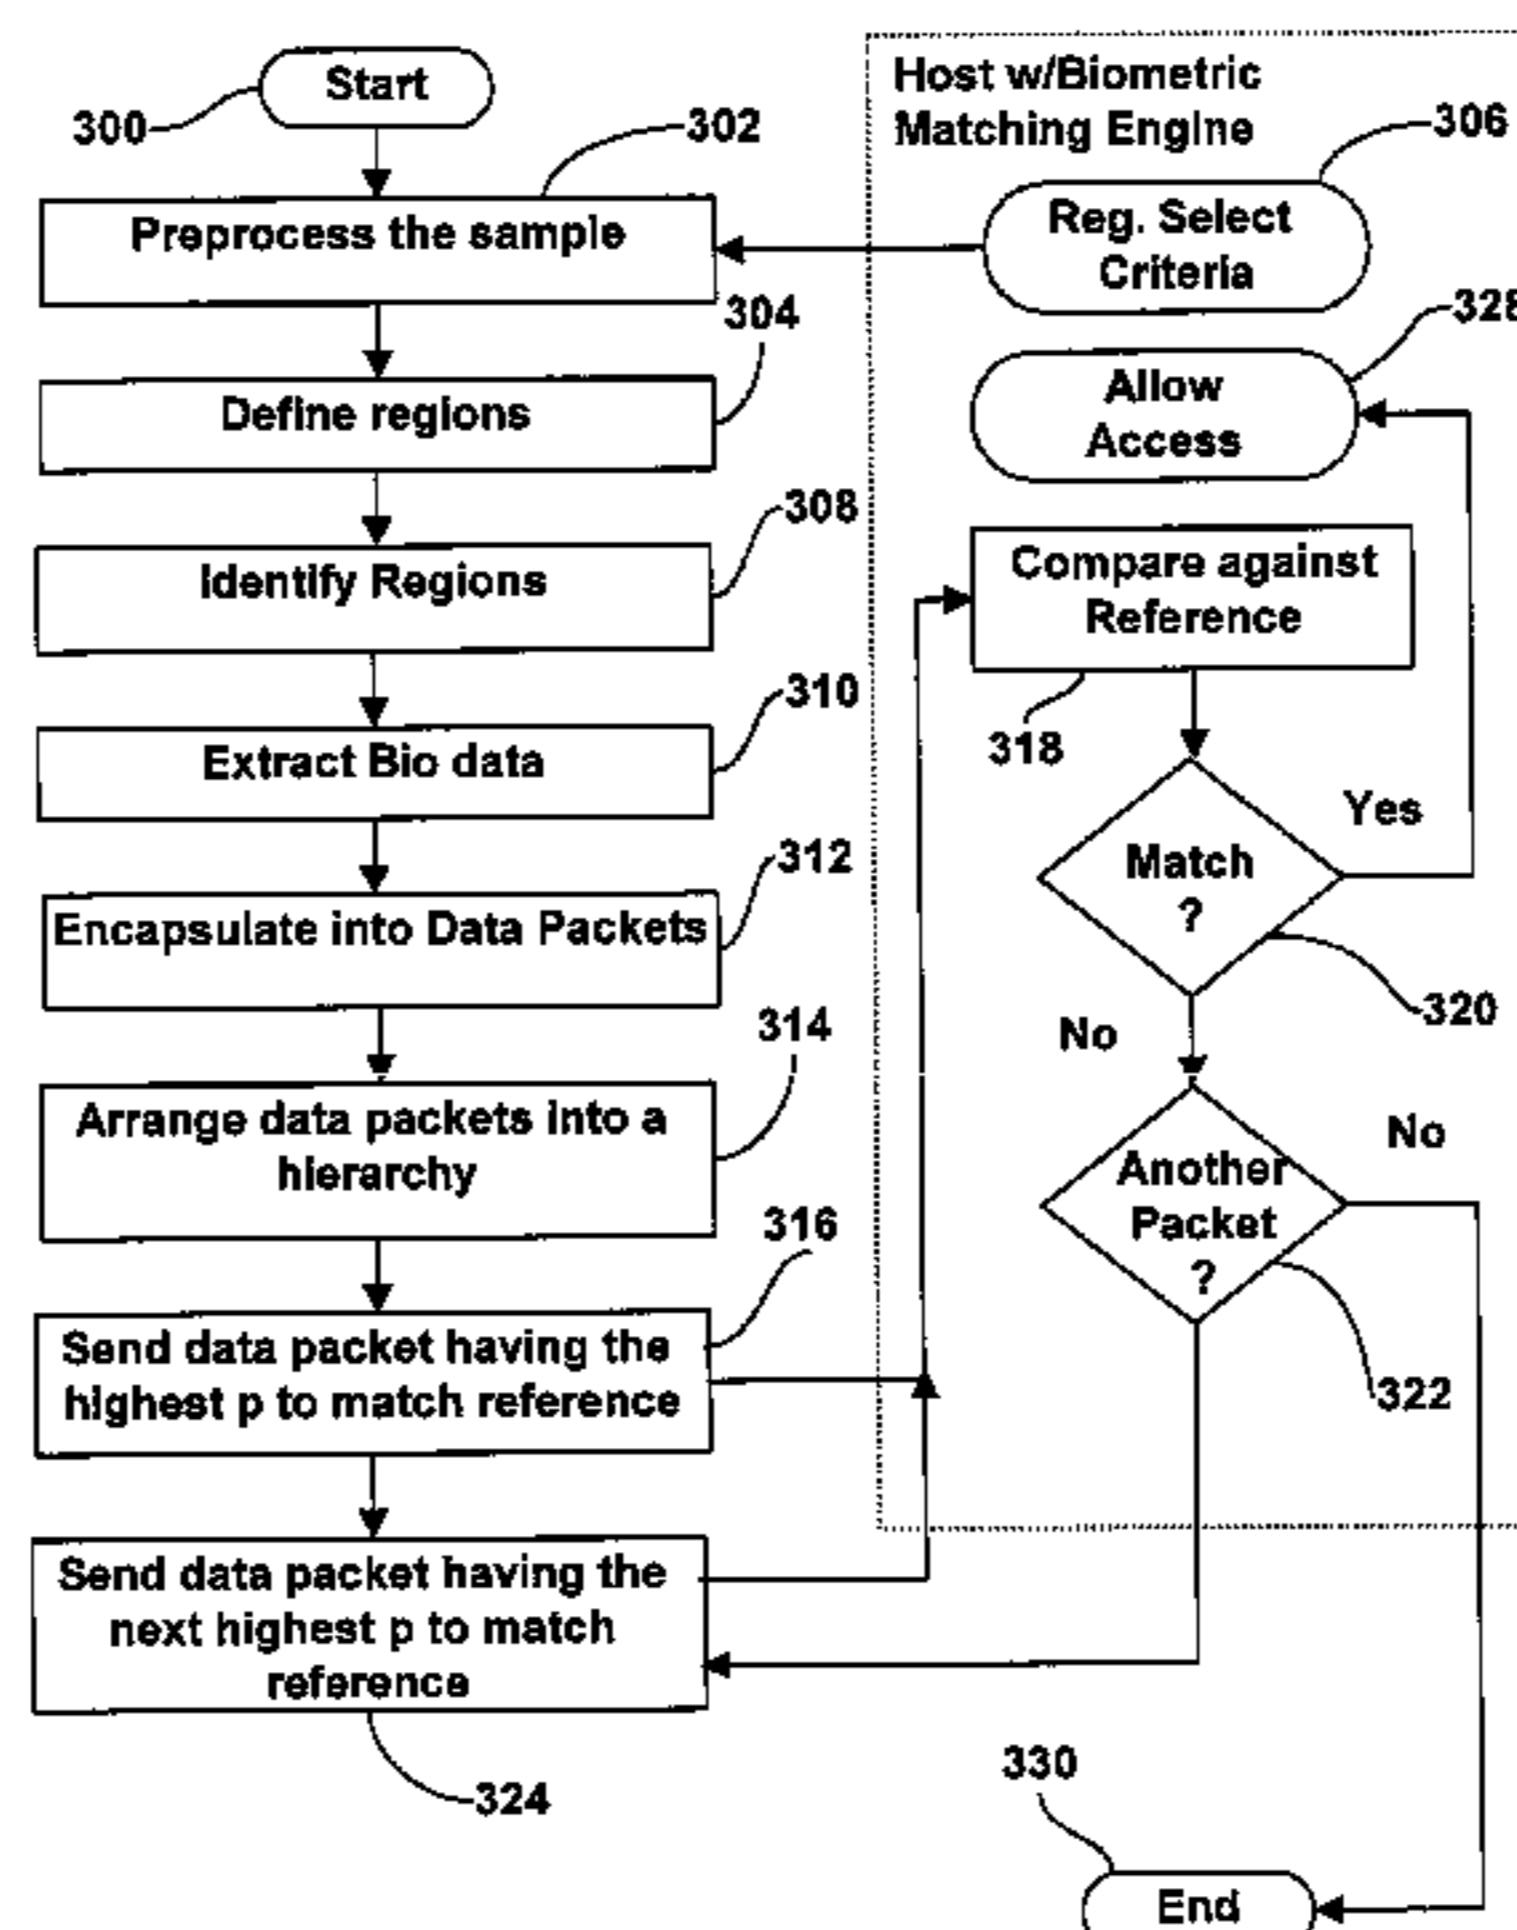 Start
300
302
Preprocess the sample
304
Define regions
308
Identify Regions
310
Extract Bio data
312
Encapsulate into Data Packets
314
Arrange data packets into a
hierarchy
316
Send data packet having the
highest p to match reference
Send data packet having the
next highest p to match
reference
324
Host w/Biometric
Matching Engine
306
Reg. Select
Criteria
328
Allow
Access
Compare against
Reference
318
Yes
Match
?
320
No
No
Another
Packet
?
322
330
End